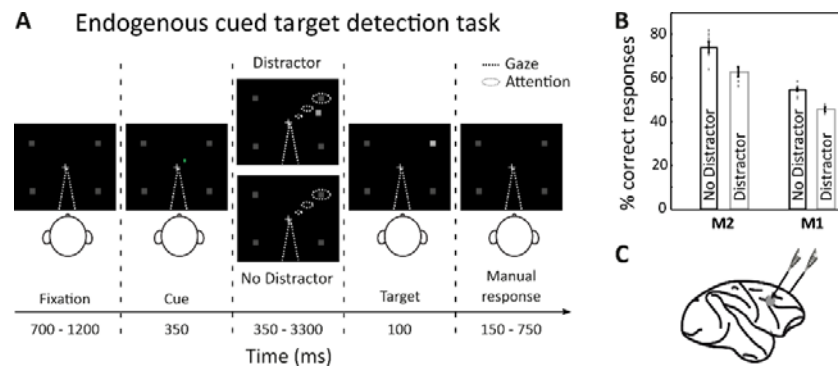 A Endogenous cued target detection task
Distractor
Gaze
Attention
No Distractor
Fixation
Cue
Target
Manual
response
700 - 1200
350
350 - 3300
100
150 - 750
Time (ms)
B
% correct responses
80
60
40
20
0
No Distractor
Distractor
No Distractor
Distractor
M2
M1
C